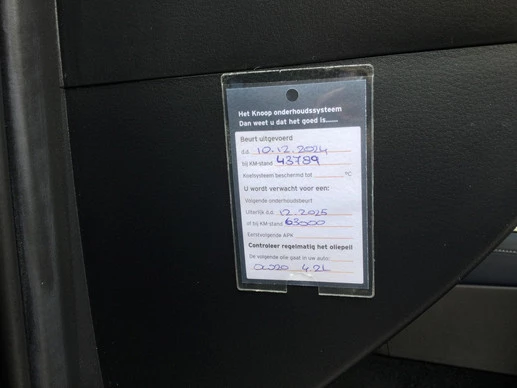 Het Knoop onderhoudssysteem
Dan weet u dat het goed is......
Beurt uitgevoerd
d.d. 10.12.2024
bij KM-stand 43789
Koelsysteem beschermd tot °C
U wordt verwacht voor een:
Volgende onderhoudsbeurt
Uiterlijk d.d. 12.2025
of bij KM-stand 63000
Eerstvolgende APK
Controleer regelmatig het oliepeil
De volgende olie gaat in uw auto:
0W20 4.2L